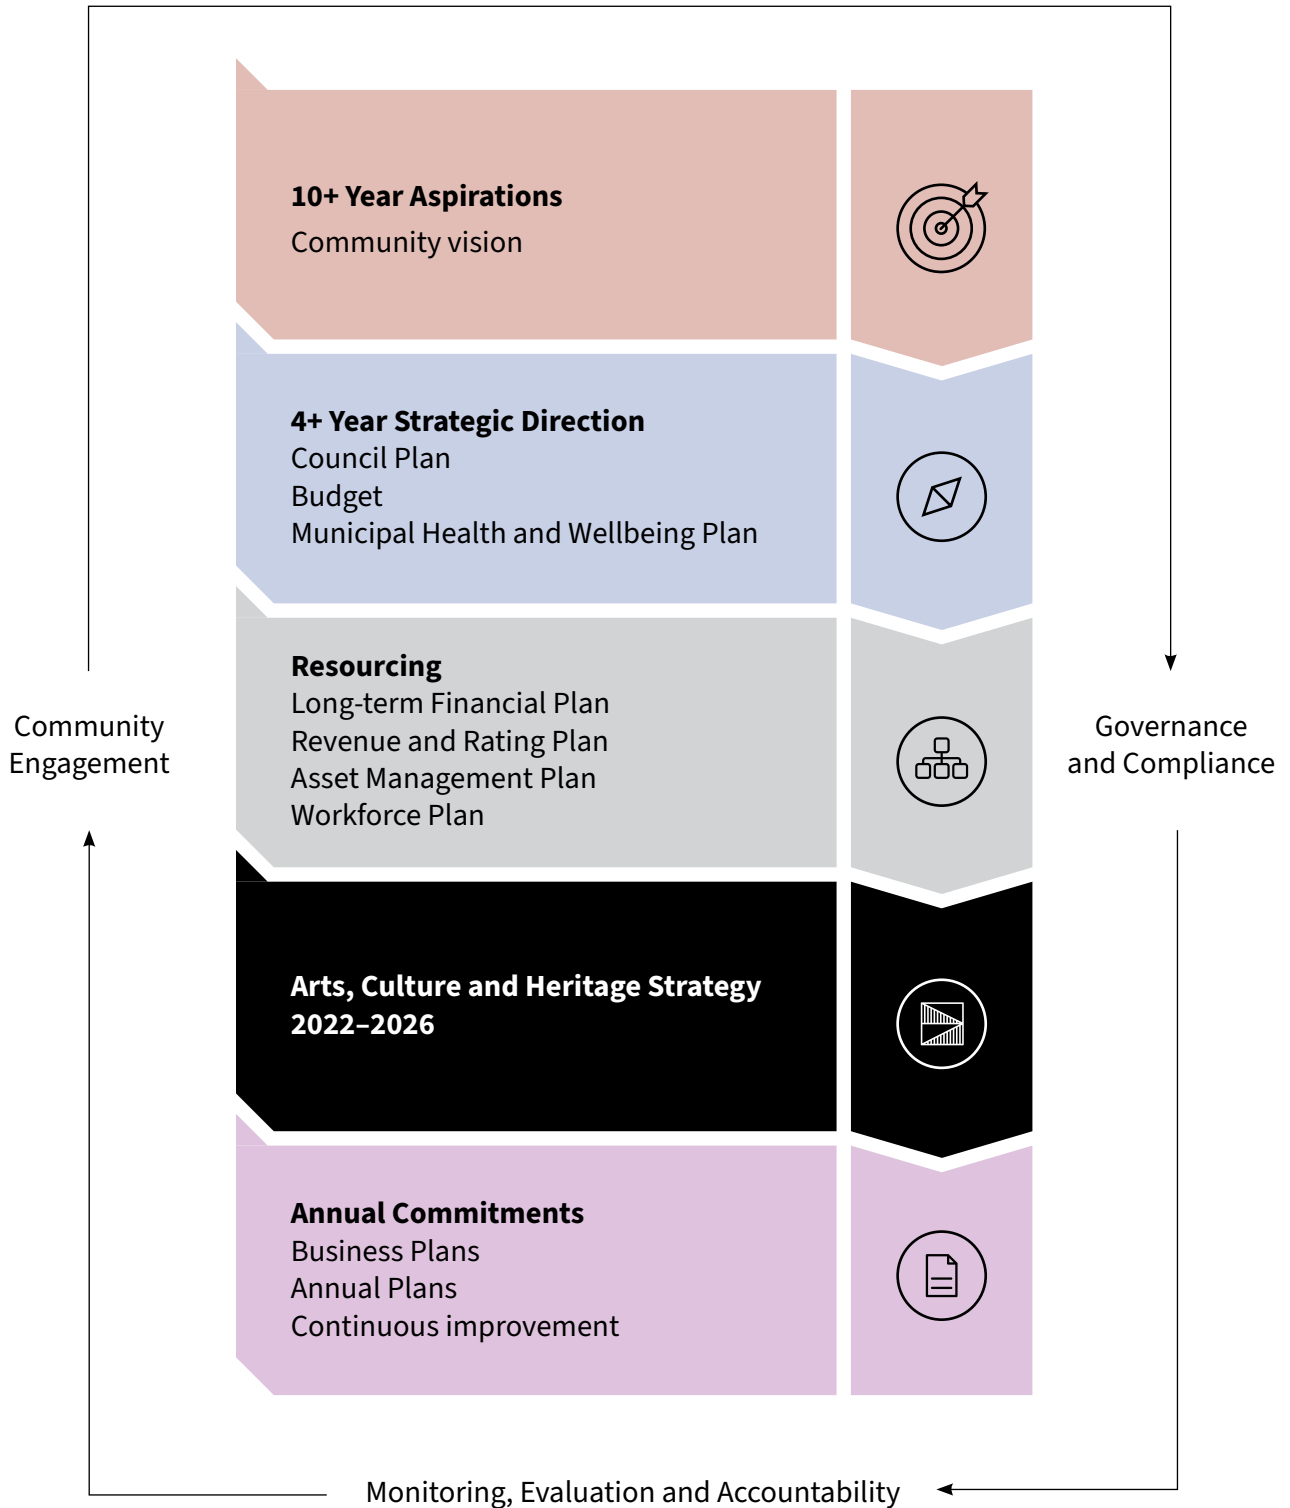 10+ Year Aspirations
Community vision
4+ Year Strategic Direction
Council Plan
Budget
Municipal Health and Wellbeing Plan
Resourcing
Long-term Financial Plan
Revenue and Rating Plan
Asset Management Plan
Workforce Plan
Community
Engagement
Governance
and Compliance
Arts, Culture and Heritage Strategy
2022–2026
Annual Commitments
Business Plans
Annual Plans
Continuous improvement
Monitoring, Evaluation and Accountability